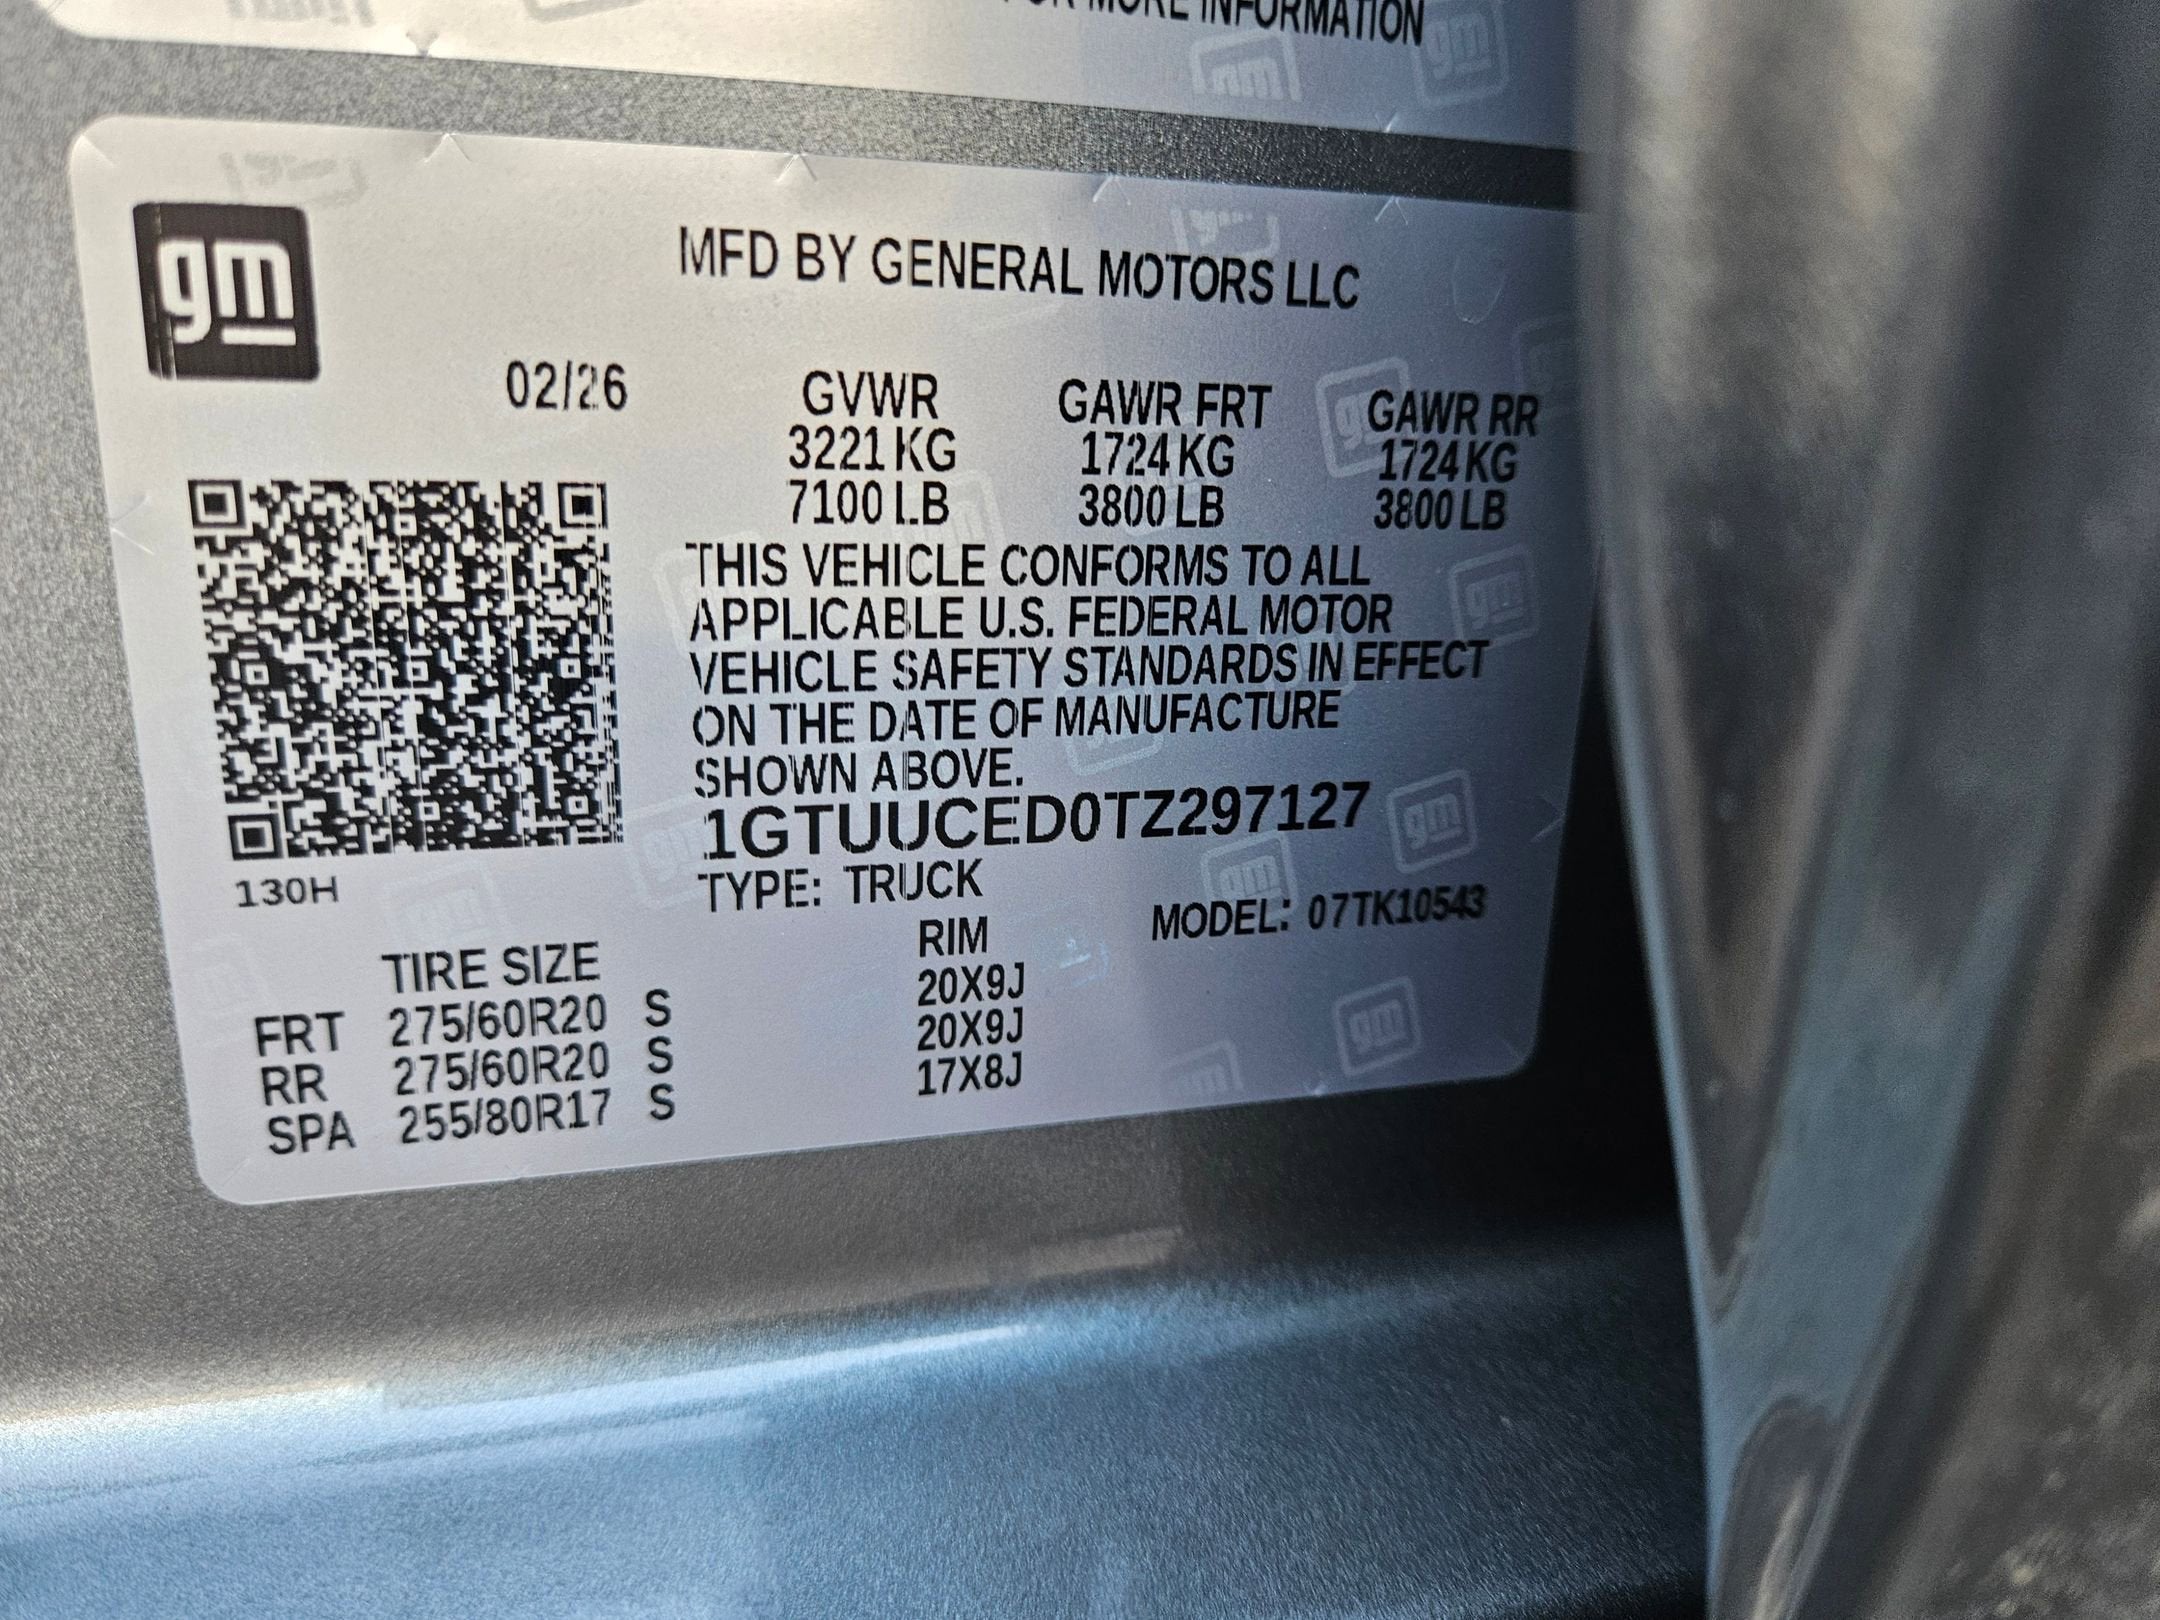 FOR MORE INFORMATION
gm
MFD BY GENERAL MOTORS LLC
02/26 GVWR GAWR FRT GAWR RR
3221 KG 1724 KG 1724 KG
7100 LB 3800 LB 3800 LB
THIS VEHICLE CONFORMS TO ALL
APPLICABLE U.S. FEDERAL MOTOR
VEHICLE SAFETY STANDARDS IN EFFECT
ON THE DATE OF MANUFACTURE
SHOWN ABOVE.
1GTUUCED0TZ297127
130H
TYPE: TRUCK MODEL: 07TK10543
TIRE SIZE RIM
FRT 275/60R20 S 20X9J
RR 275/60R20 S 20X9J
SPA 255/80R17 S 17X8J